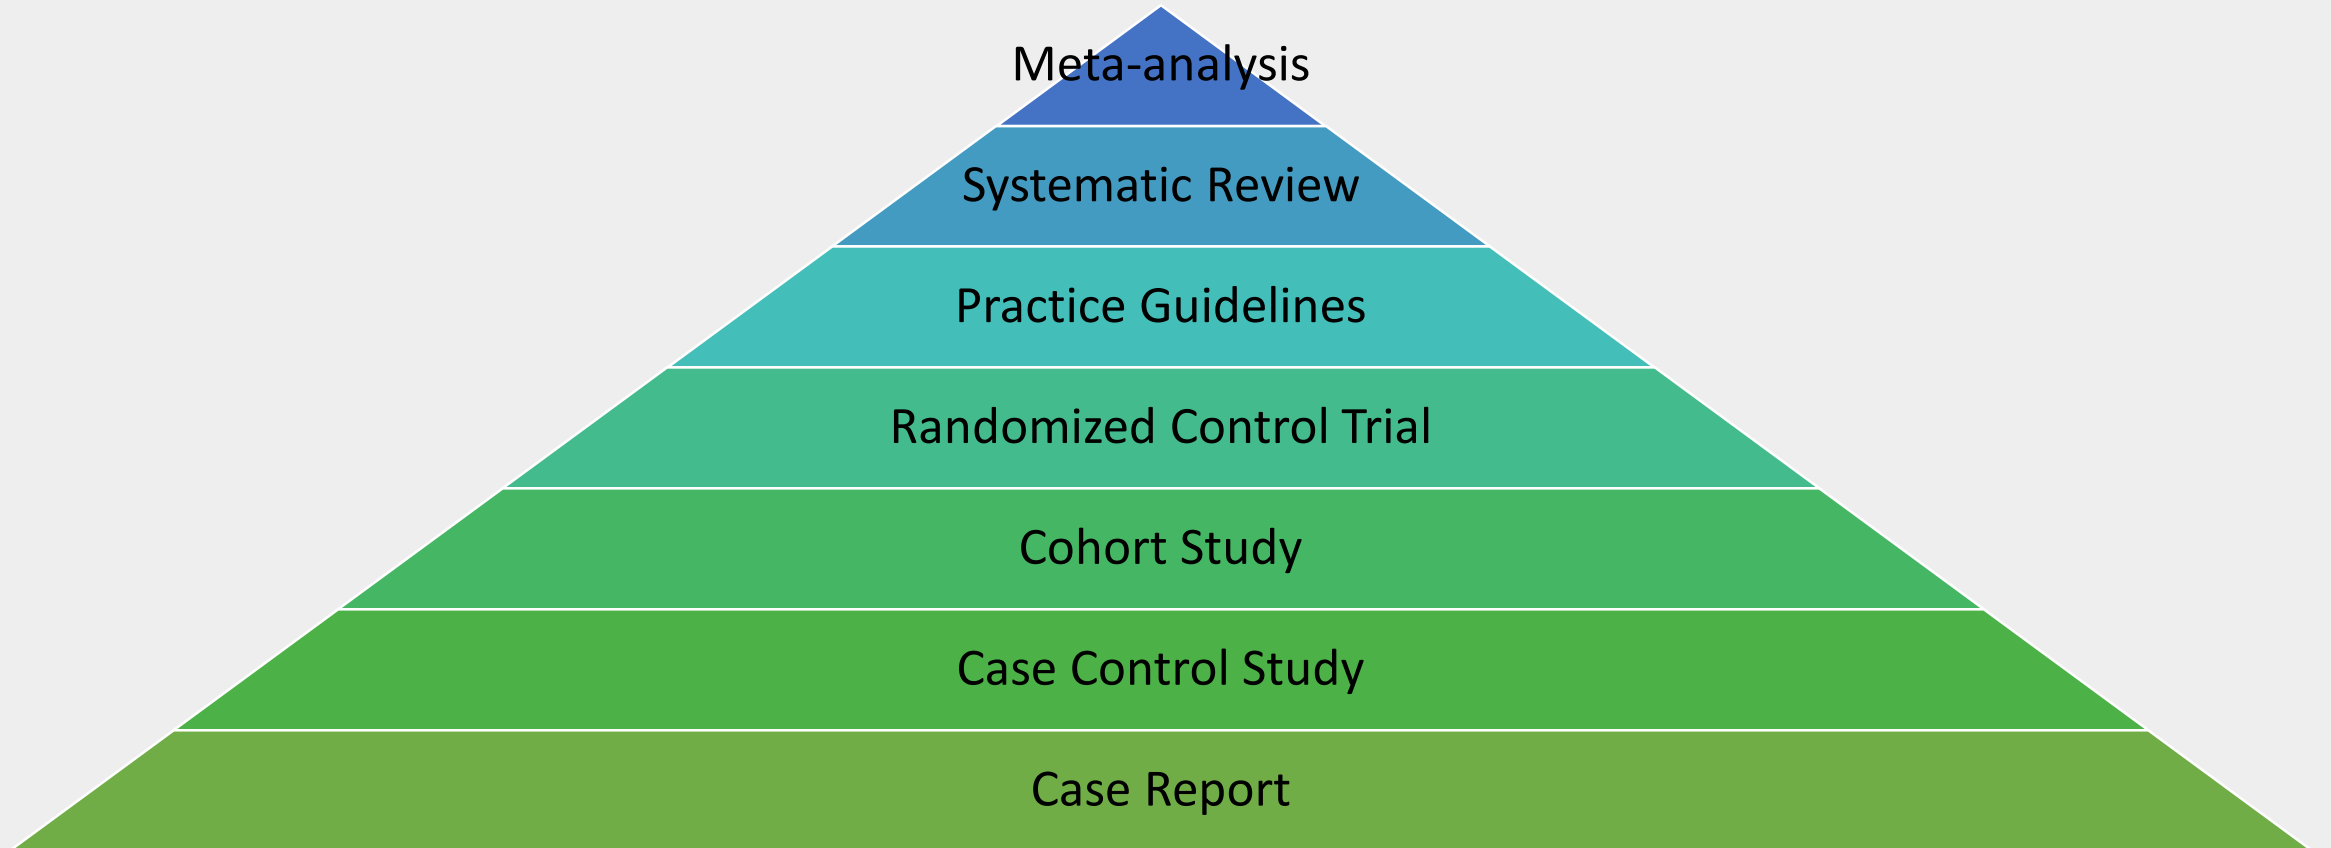 Meta-analysis
Systematic Review
Practice Guidelines
Randomized Control Trial
Cohort Study
Case Control Study
Case Report